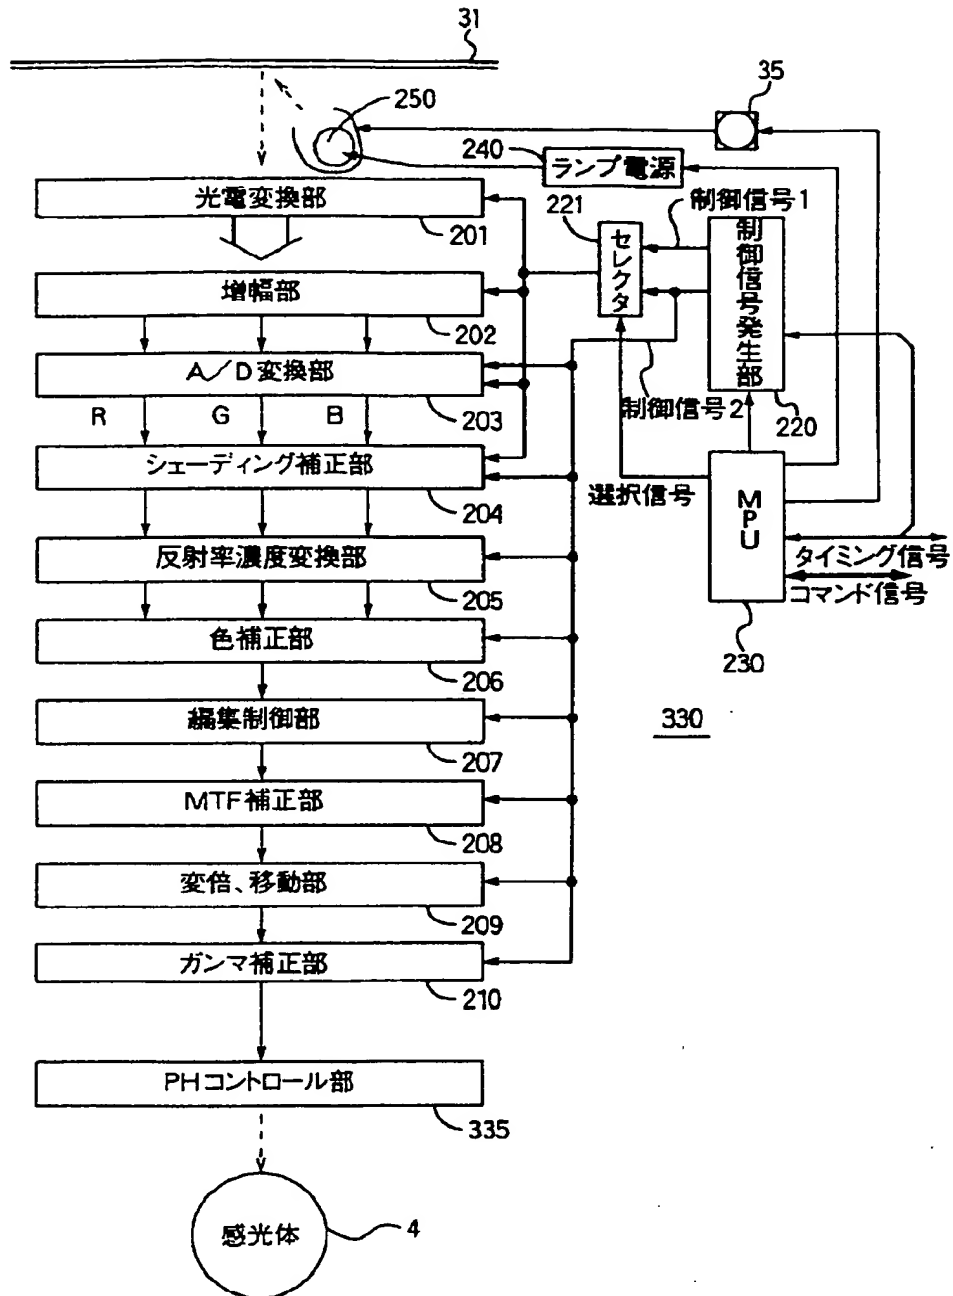 31
250
35
240
ランプ電源
光電変換部
201
221
セレクタ
制御信号1
制御信号発生部
増幅部
202
A/D変換部
203
制御信号2
220
R G B
シェーディング補正部
204
選択信号
MPU
タイミング信号
コマンド信号
230
反射率濃度変換部
205
色補正部
206
編集制御部
207
330
MTF補正部
208
変倍、移動部
209
ガンマ補正部
210
PHコントロール部
335
感光体
4